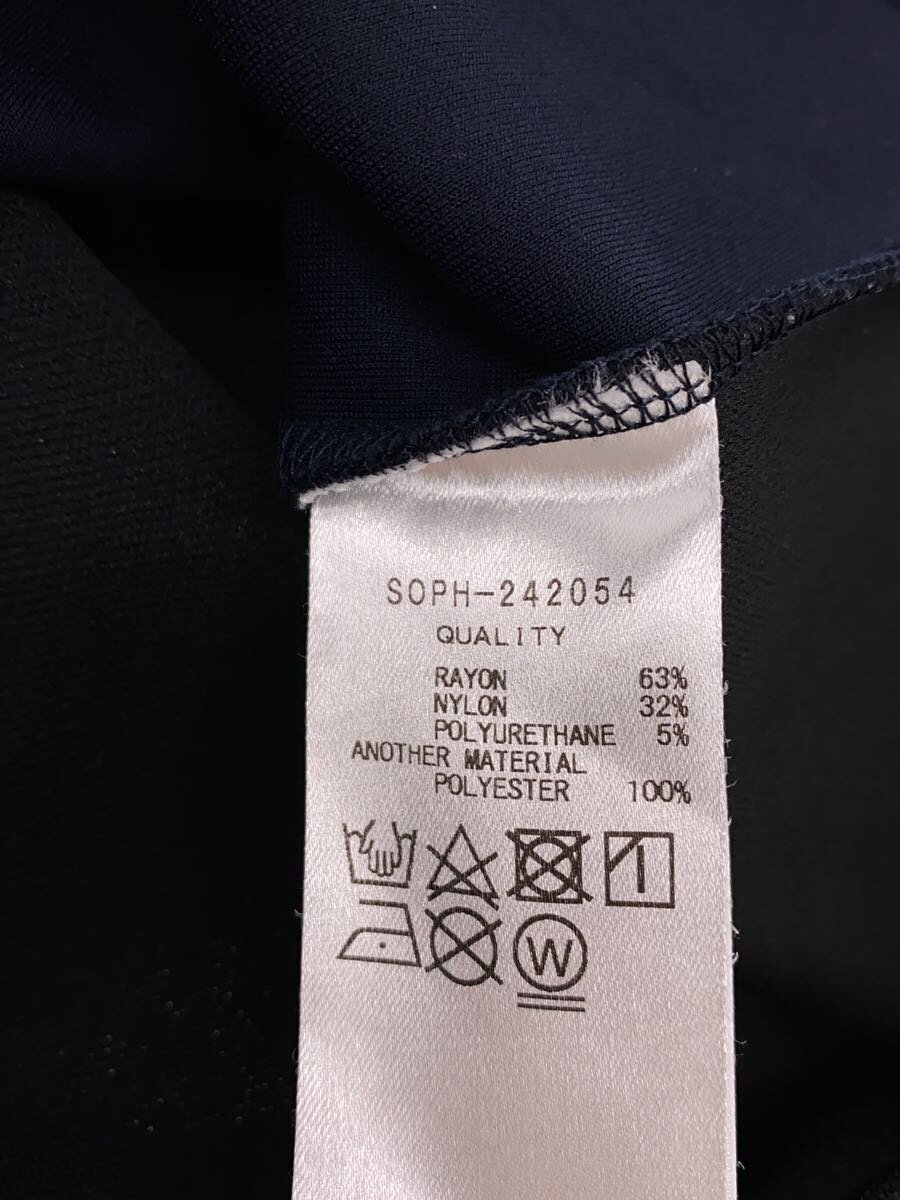 SOPH-242054
QUALITY
RAYON 63%
NYLON 32%
POLYURETHANE 5%
ANOTHER MATERIAL
POLYESTER 100%
W